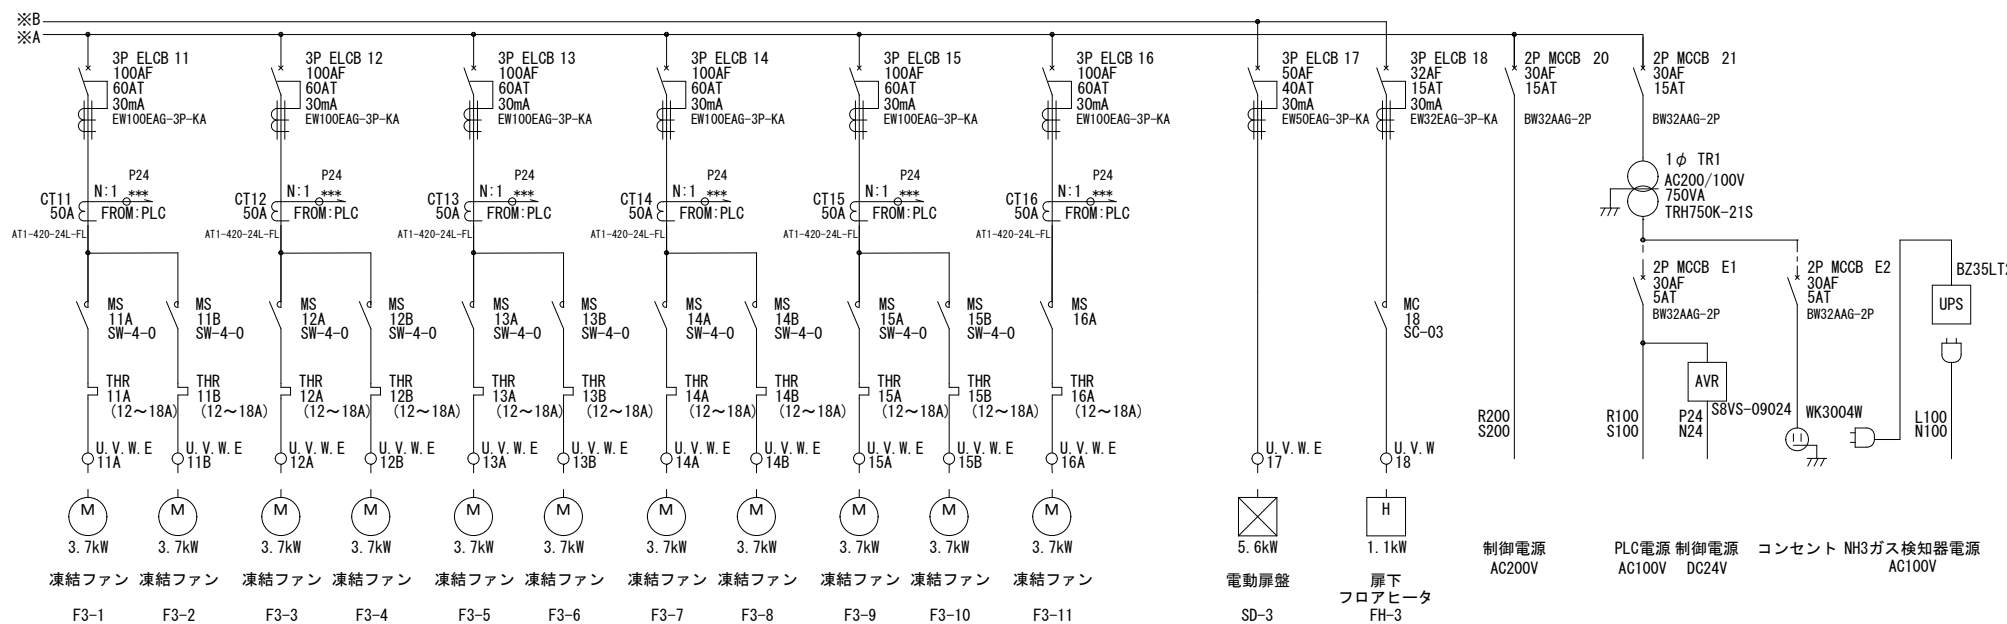 ※B
※A
3P ELCB 11
100AF
60AT
30mA
EW100EAG-3P-KA
3P ELCB 12
100AF
60AT
30mA
EW100EAG-3P-KA
3P ELCB 13
100AF
60AT
30mA
EW100EAG-3P-KA
3P ELCB 14
100AF
60AT
30mA
EW100EAG-3P-KA
3P ELCB 15
100AF
60AT
30mA
EW100EAG-3P-KA
3P ELCB 16
100AF
60AT
30mA
EW100EAG-3P-KA
3P ELCB 17
50AF
40AT
30mA
EW50EAG-3P-KA
3P ELCB 18
32AF
15AT
30mA
EW32EAG-3P-KA
2P MCCB 20
30AF
15AT
BW32AAG-2P
2P MCCB 21
30AF
15AT
BW32AAG-2P
CT11
50A
N:1
P24
***
FROM:PLC
AT1-420-24L-FL
CT12
50A
N:1
P24
***
FROM:PLC
AT1-420-24L-FL
CT13
50A
N:1
P24
***
FROM:PLC
AT1-420-24L-FL
CT14
50A
N:1
P24
***
FROM:PLC
AT1-420-24L-FL
CT15
50A
N:1
P24
***
FROM:PLC
AT1-420-24L-FL
CT16
50A
N:1
P24
***
FROM:PLC
AT1-420-24L-FL
1φ TR1
AC200/100V
750VA
TRH750K-21S
2P MCCB E1
30AF
5AT
BW32AAG-2P
2P MCCB E2
30AF
5AT
BW32AAG-2P
BZ35LT2
UPS
MS
11A
SW-4-0
MS
11B
SW-4-0
MS
12A
SW-4-0
MS
12B
SW-4-0
MS
13A
SW-4-0
MS
13B
SW-4-0
MS
14A
SW-4-0
MS
14B
SW-4-0
MS
15A
SW-4-0
MS
15B
SW-4-0
MS
16A
MC
18
SC-03
THR
11A
(12～18A)
THR
11B
(12～18A)
THR
12A
(12～18A)
THR
12B
(12～18A)
THR
13A
(12～18A)
THR
13B
(12～18A)
THR
14A
(12～18A)
THR
14B
(12～18A)
THR
15A
(12～18A)
THR
15B
(12～18A)
THR
16A
(12～18A)
AVR
S8VS-09024
WK3004W
R200
S200
R100
S100
P24
N24
L100
N100
U.V.W.E
11A
U.V.W.E
11B
U.V.W.E
12A
U.V.W.E
12B
U.V.W.E
13A
U.V.W.E
13B
U.V.W.E
14A
U.V.W.E
14B
U.V.W.E
15A
U.V.W.E
15B
U.V.W.E
16A
U.V.W.E
17
U.V.W
18
M
M
M
M
M
M
M
M
M
M
M
H
3.7kW
3.7kW
3.7kW
3.7kW
3.7kW
3.7kW
3.7kW
3.7kW
3.7kW
3.7kW
3.7kW
5.6kW
1.1kW
凍結ファン
F3-1
凍結ファン
F3-2
凍結ファン
F3-3
凍結ファン
F3-4
凍結ファン
F3-5
凍結ファン
F3-6
凍結ファン
F3-7
凍結ファン
F3-8
凍結ファン
F3-9
凍結ファン
F3-10
凍結ファン
F3-11
電動扉盤
SD-3
扉下
フロアヒータ
FH-3
制御電源
AC200V
PLC電源
AC100V
制御電源
DC24V
コンセント
NH3ガス検知器電源
AC100V